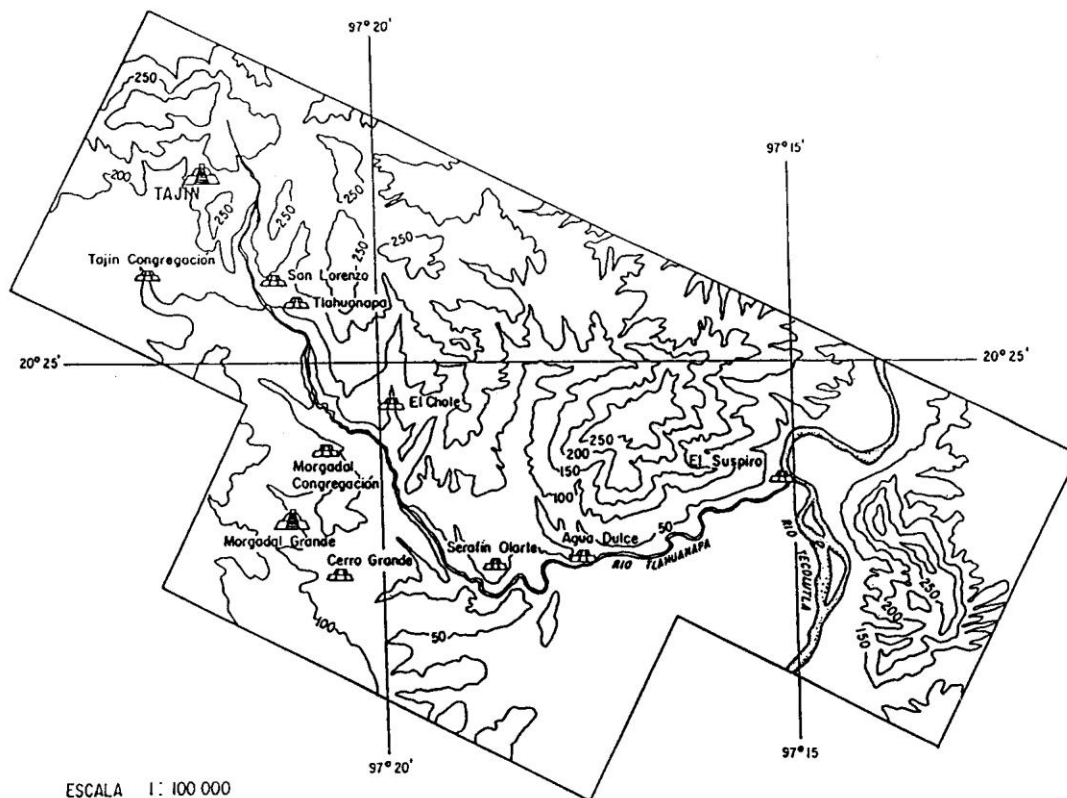 97° 20'
250
97° 15'
200
TAJIN
250
250
250
250
250
Tajin Congregación
San Lorenzo
Tlahuanapa
20° 25'
20° 25'
El Chole
250
200
150
100
El Suspiro
Morgadal
Congregación
Morgadal Grande
50
Agua Dulce
Serafín Olarte
RIO TLAHUANAPA
RIO TECOLUTLA
Cerro Grande
250
200
150
100
50
97° 20'
97° 15
ESCALA 1: 100 000